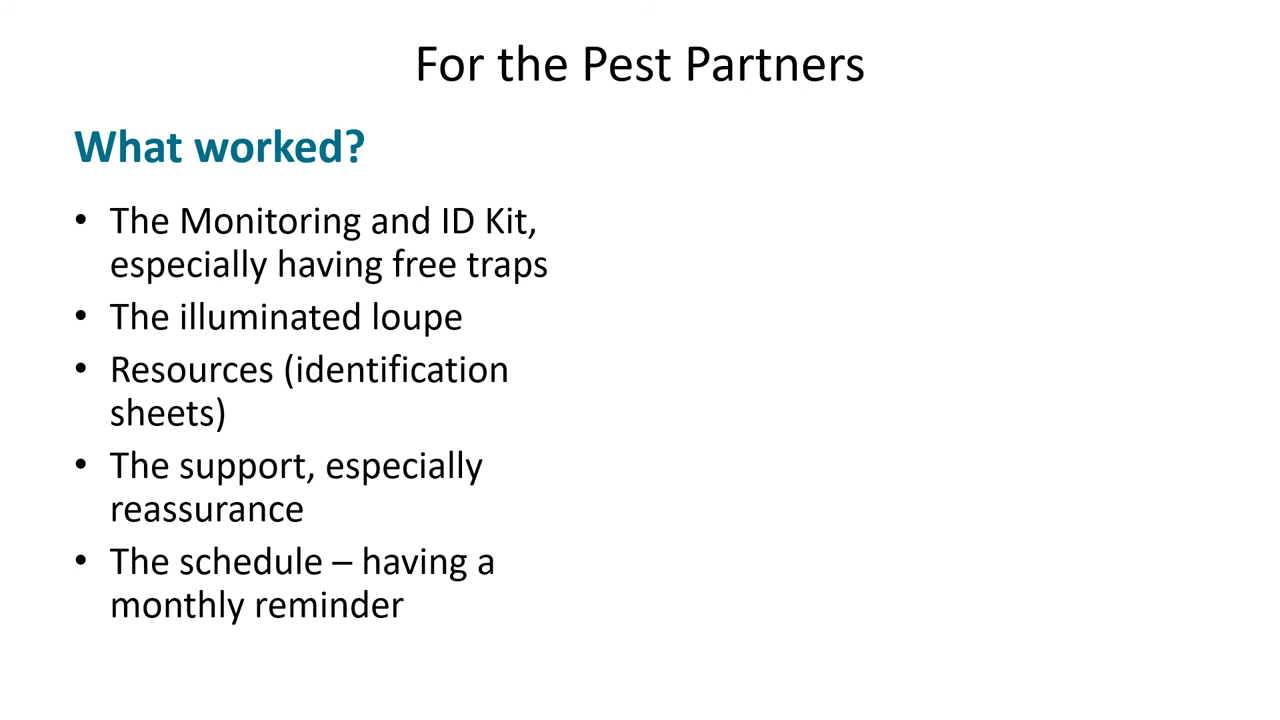 For the Pest Partners
What worked?
• The Monitoring and ID Kit,
especially having free traps
• The illuminated loupe
• Resources (identification
sheets)
• The support, especially
reassurance
• The schedule – having a
monthly reminder